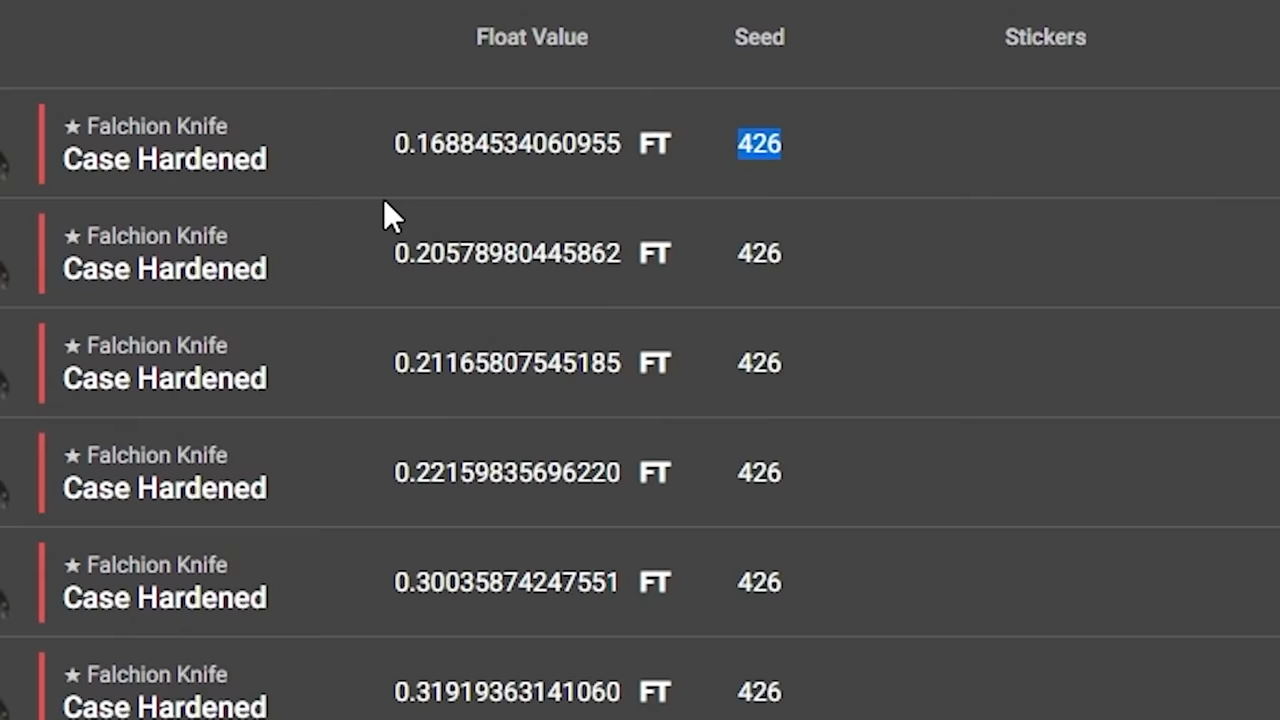 Float Value Seed Stickers
★ Falchion Knife
Case Hardened
0.16884534060955 FT 426
★ Falchion Knife
Case Hardened
0.20578980445862 FT 426
★ Falchion Knife
Case Hardened
0.21165807545185 FT 426
★ Falchion Knife
Case Hardened
0.22159835696220 FT 426
★ Falchion Knife
Case Hardened
0.30035874247551 FT 426
★ Falchion Knife
Case Hardened
0.31919363141060 FT 426